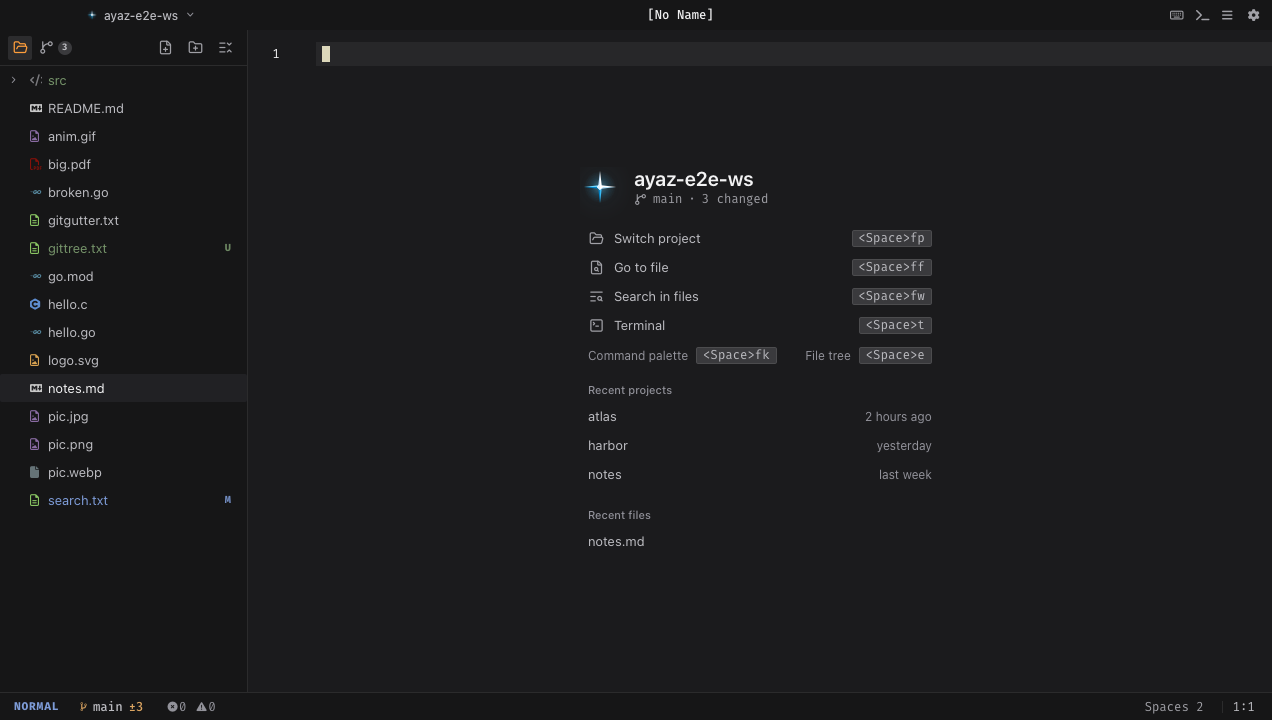 ayaz-e2e-ws
[No Name]
3
src
README.md
anim.gif
big.pdf
broken.go
gitgutter.txt
gittree.txt U
go.mod
hello.c
hello.go
logo.svg
notes.md
pic.jpg
pic.png
pic.webp
search.txt M
1
ayaz-e2e-ws
main · 3 changed
Switch project <Space>fp
Go to file <Space>ff
Search in files <Space>fw
Terminal <Space>t
Command palette <Space>fk File tree <Space>e
Recent projects
atlas 2 hours ago
harbor yesterday
notes last week
Recent files
notes.md
NORMAL main ±3 0 0 Spaces 2 1:1